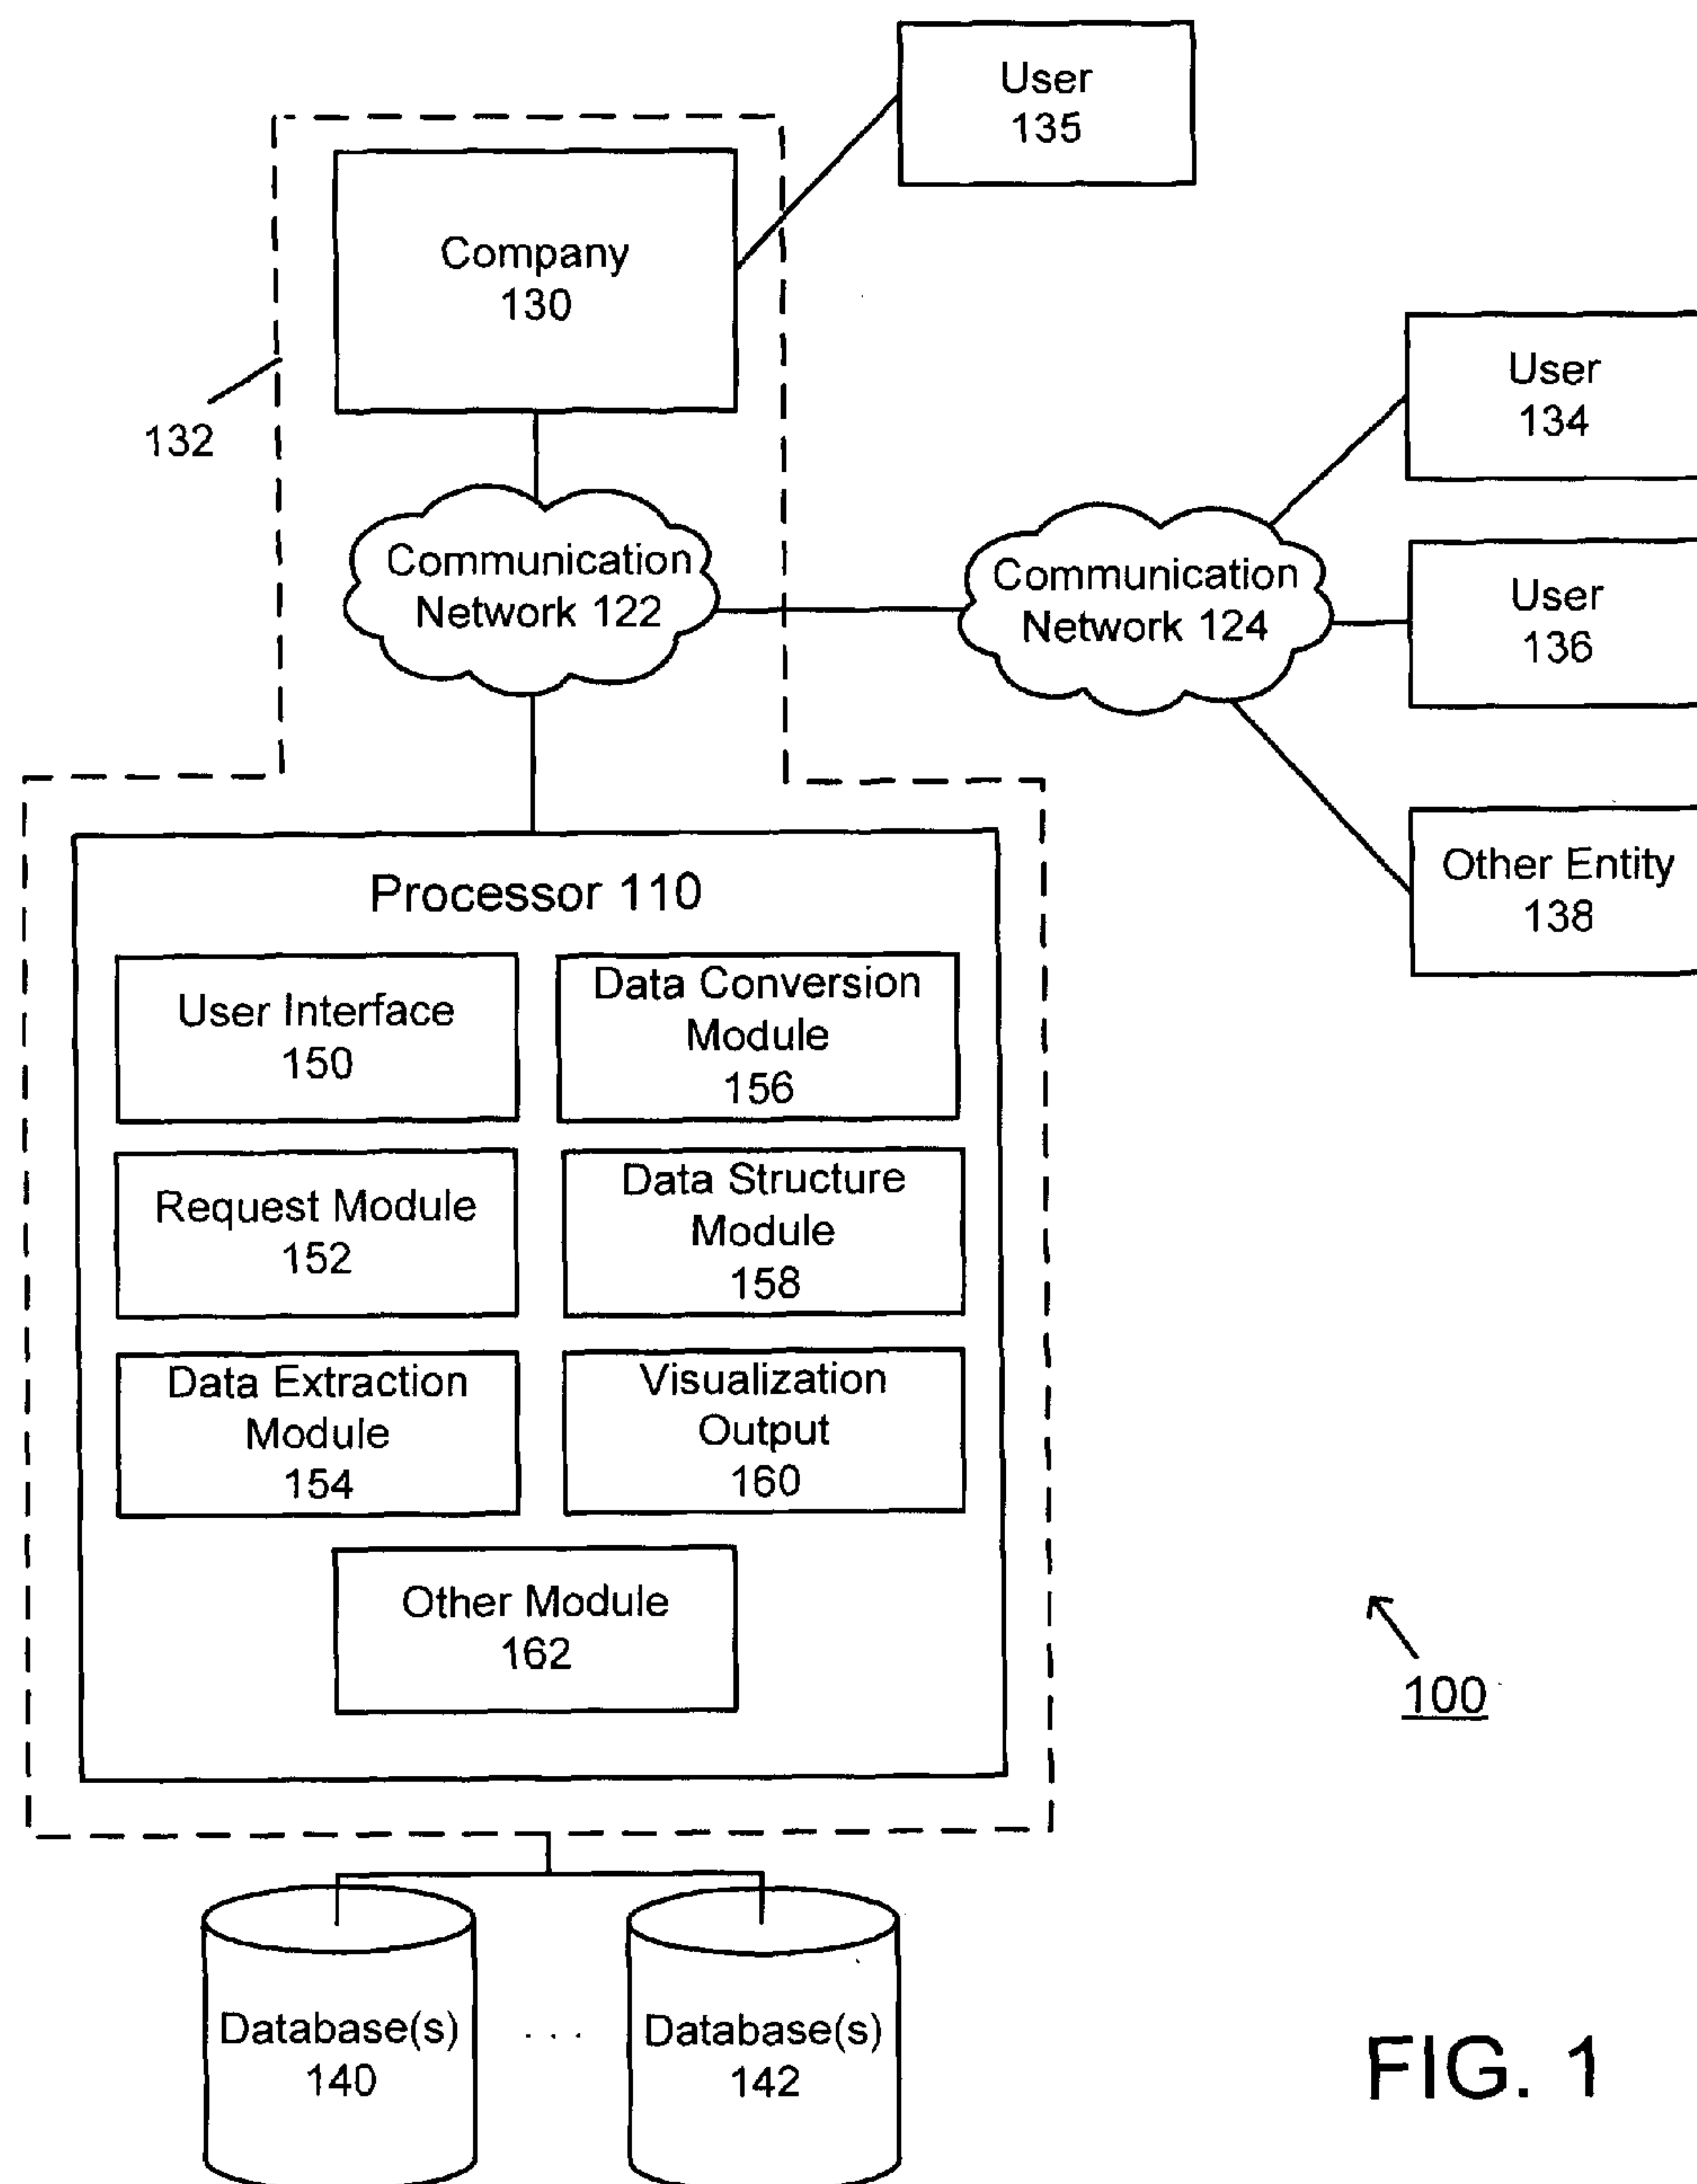 User
135
Company
130
132
User
134
Communication
Network 122
Communication
Network 124
User
136
Other Entity
138
Processor 110
User Interface
150
Data Conversion
Module
156
Request Module
152
Data Structure
Module
158
Data Extraction
Module
154
Visualization
Output
160
Other Module
162
100
Database(s)
140
. . .
Database(s)
142
FIG. 1